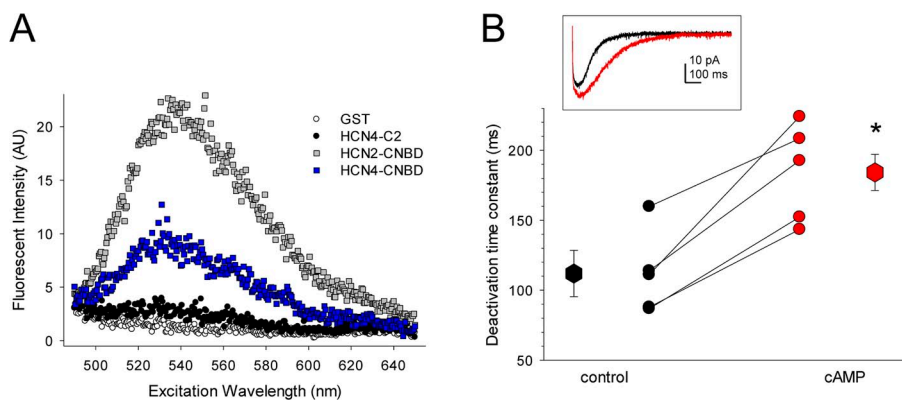 A
Fluorescent Intensity (AU)
20
15
10
5
0
GST
HCN4-C2
HCN2-CNBD
HCN4-CNBD
500 520 540 560 580 600 620 640
Excitation Wavelength (nm)
B
10 pA
100 ms
Deactivation time constant (ms)
200
150
100
50
*
control cAMP